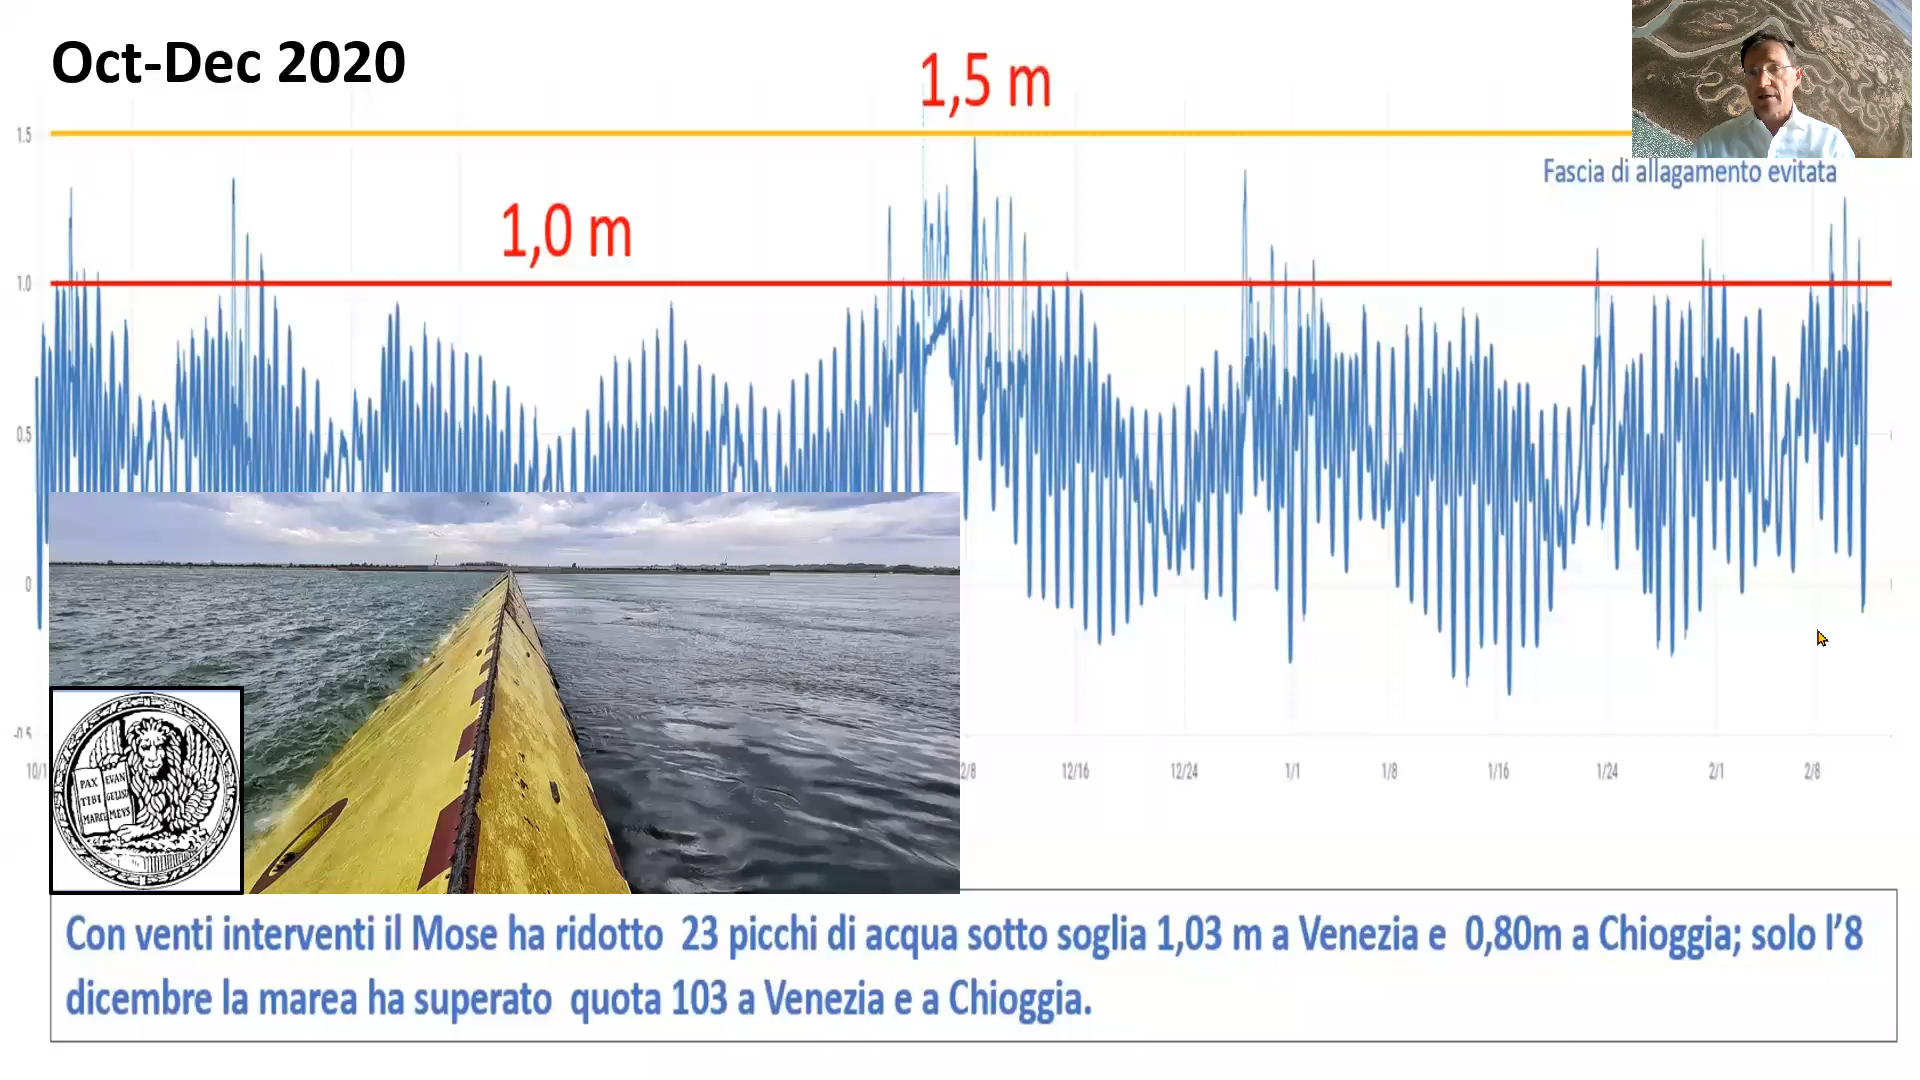 Oct-Dec 2020
1,5 m
1.5
Fascia di allagamento evitata
1,0 m
1.0
0.5
0
-0.5
10/1
2/8 12/16 12/24 1/1 1/8 1/16 1/24 2/1 2/8
PAX EVAN
TIBI GELIST
MARCE MEVS
Con venti interventi il Mose ha ridotto 23 picchi di acqua sotto soglia 1,03 m a Venezia e 0,80m a Chioggia; solo l’8
dicembre la marea ha superato quota 103 a Venezia e a Chioggia.